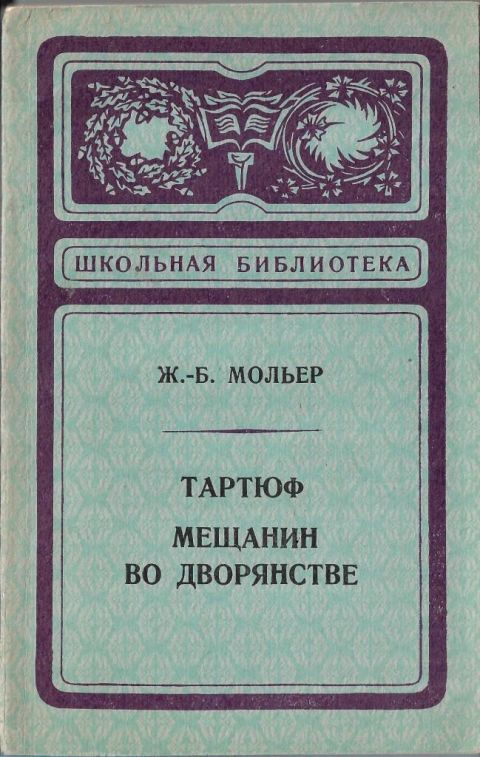 ШКОЛЬНАЯ БИБЛИОТЕКА
Ж.-Б. МОЛЬЕР
ТАРТЮФ
МЕЩАНИН
ВО ДВОРЯНСТВЕ